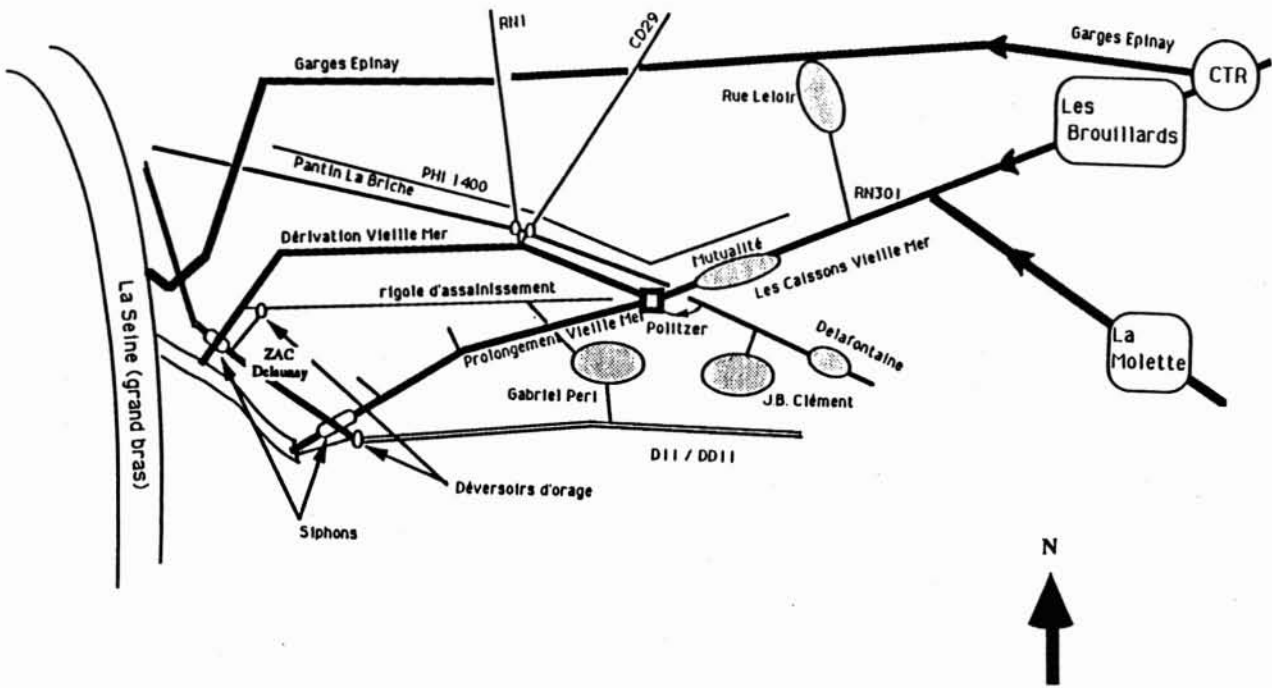 RN1
CD29
Garges Epinay
Garges Epinay
CTR
Rue Leloir
Les
Brouillards
Pantin La Briche
PHI 1400
RN301
Dérivation Vieille Mer
Mutualité
Les Caissons Vieille Mer
La Seine (grand bras)
rigole d'assainissement
Politzer
Prolongement Vieille Mer
Delafontaine
La
Molette
ZAC
Delaunay
Gabriel Peri
J.B. Clément
D11 / DD11
Déversoirs d'orage
Siphons
N